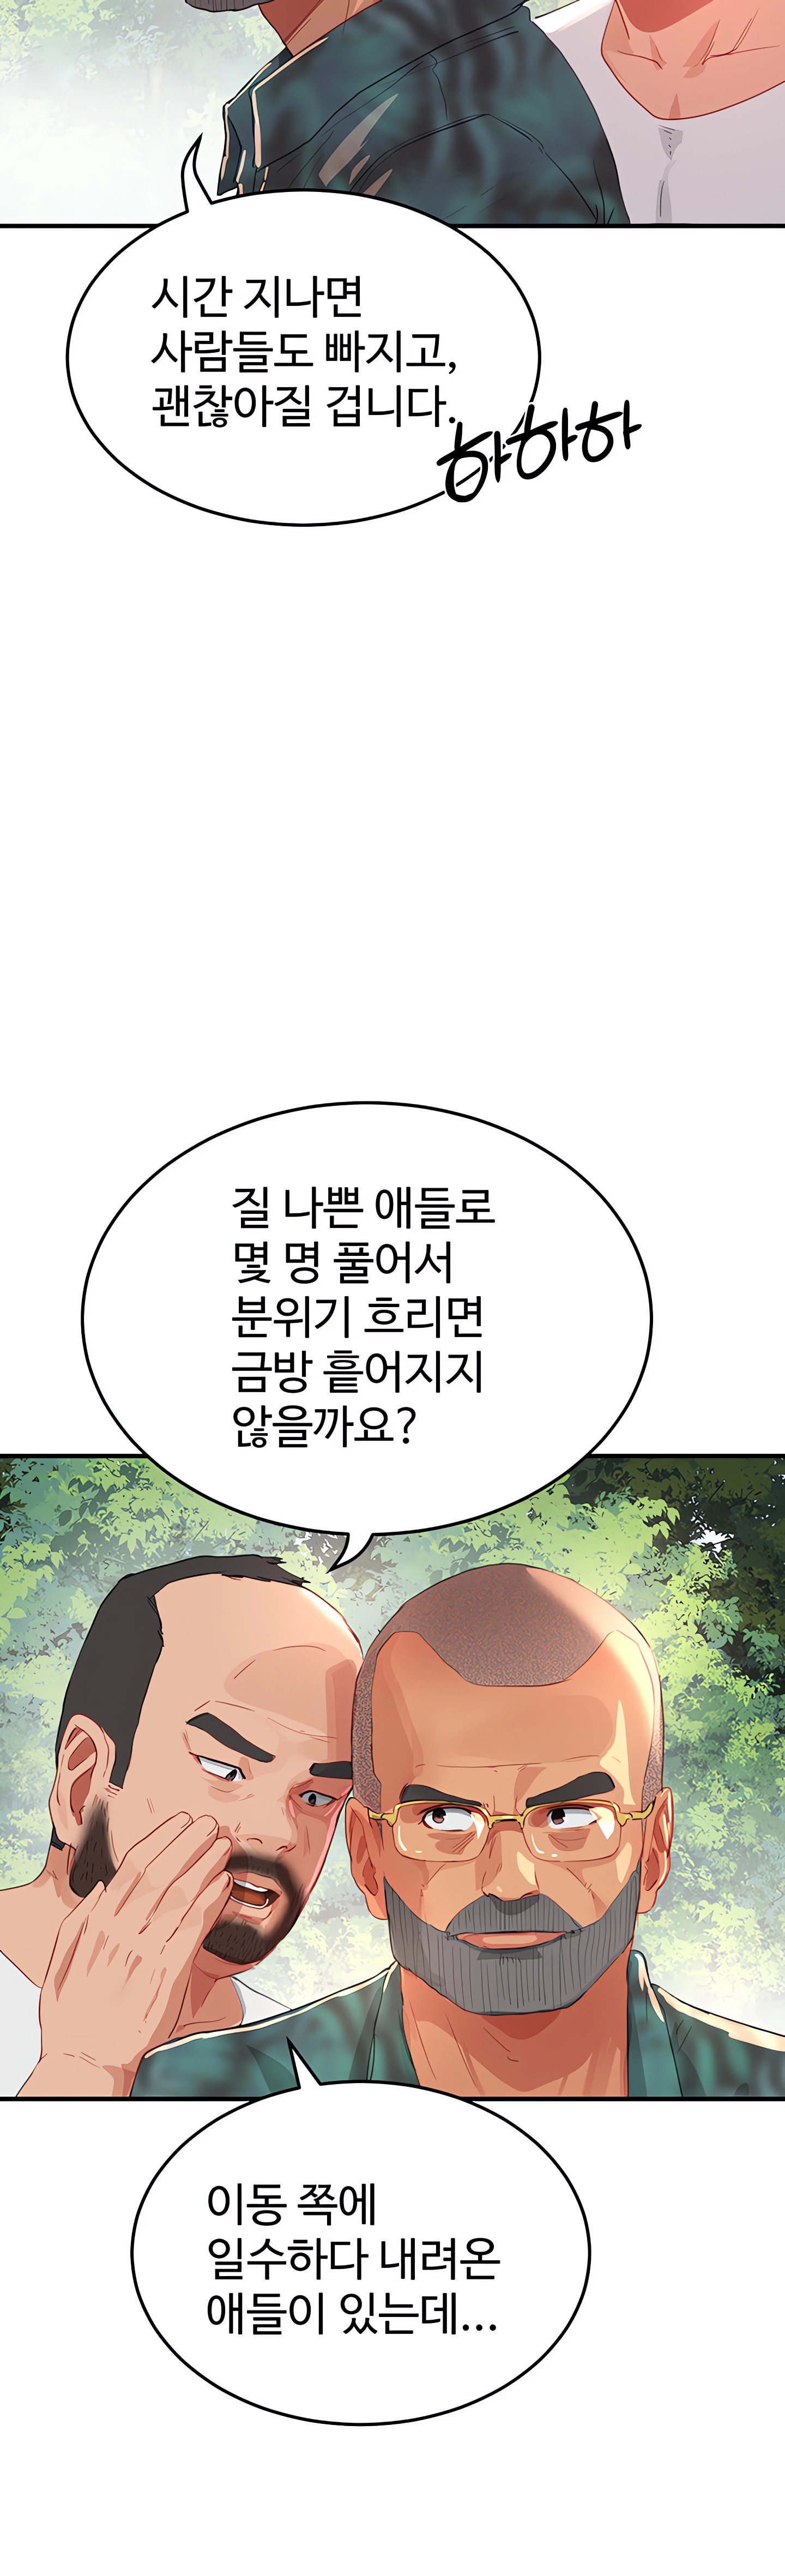 시간 지나면
사람들도 빠지고,
괜찮아질 겁니다.
하하하
질 나쁜 애들로
몇 명 풀어서
분위기 흐리면
금방 흩어지지
않을까요?
이동 쪽에
일수하다 내려온
애들이 있는데...